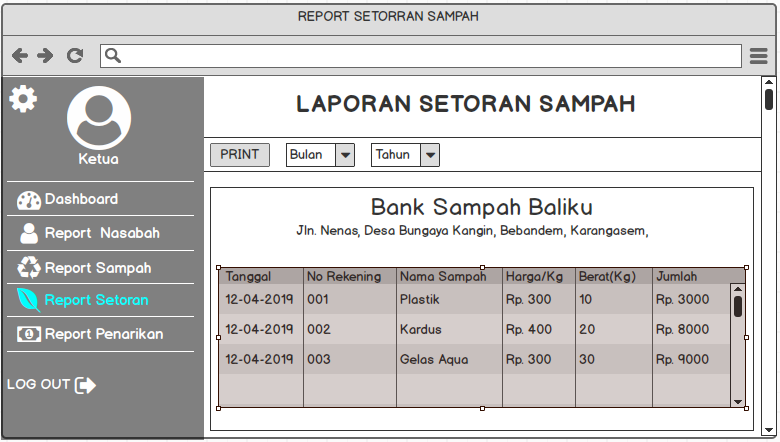 REPORT SETORRAN SAMPAH
Ketua
Dashboard
Report Nasabah
Report Sampah
Report Setoran
Report Penarikan
LOG OUT
LAPORAN SETORAN SAMPAH
PRINT Bulan Tahun
Bank Sampah Baliku
Jln. Nenas, Desa Bungaya Kangin, Bebandem, Karangasem,
Tanggal No Rekening Nama Sampah Harga/Kg Berat(Kg) Jumlah
12-04-2019 001 Plastik Rp. 300 10 Rp. 3000
12-04-2019 002 Kardus Rp. 400 20 Rp. 8000
12-04-2019 003 Gelas Aqua Rp. 300 30 Rp. 9000